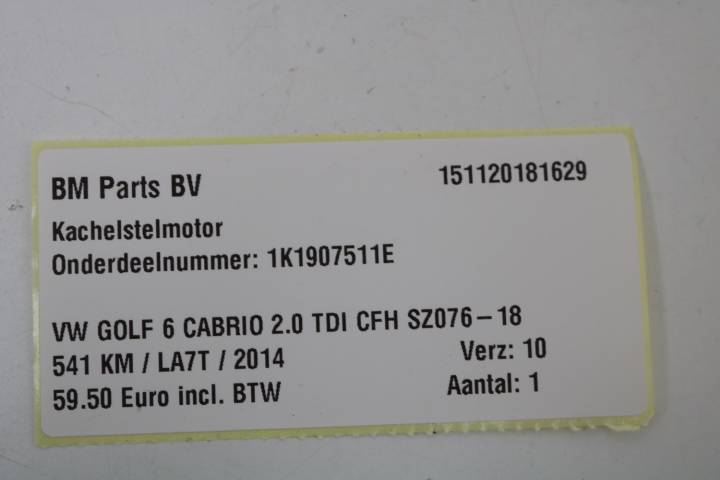 BM Parts BV 151120181629
Kachelstelmotor
Onderdeelnummer: 1K1907511E
VW GOLF 6 CABRIO 2.0 TDI CFH SZ076-18
541 KM / LA7T / 2014 Verz: 10
59.50 Euro incl. BTW Aantal: 1